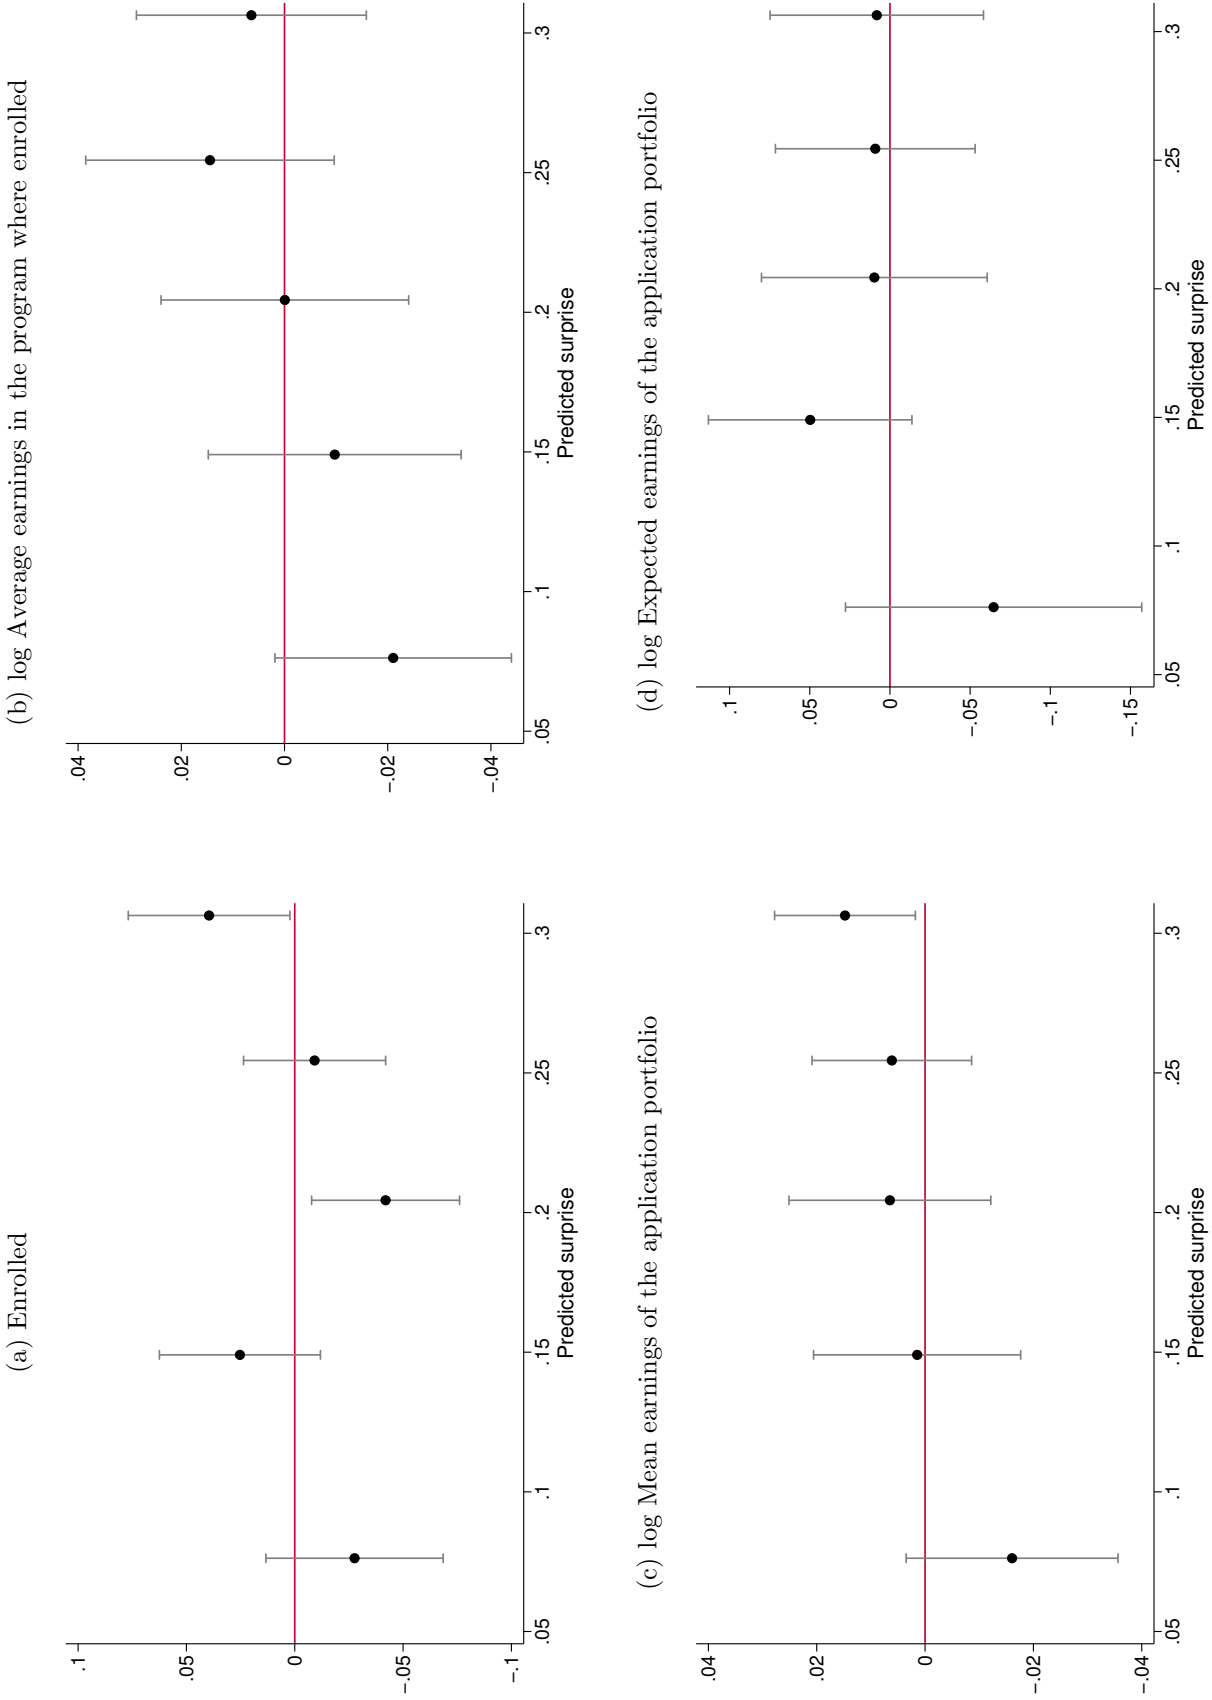 (a) Enrolled
.1
.05
0
−.05
−.1
.05 .1 .15 .2 .25 .3
Predicted surprise
(b) log Average earnings in the program where enrolled
.04
.02
0
−.02
−.04
.05 .1 .15 .2 .25 .3
Predicted surprise
(c) log Mean earnings of the application portfolio
.04
.02
0
−.02
−.04
.05 .1 .15 .2 .25 .3
Predicted surprise
(d) log Expected earnings of the application portfolio
.1
.05
0
−.05
−.1
−.15
.05 .1 .15 .2 .25 .3
Predicted surprise